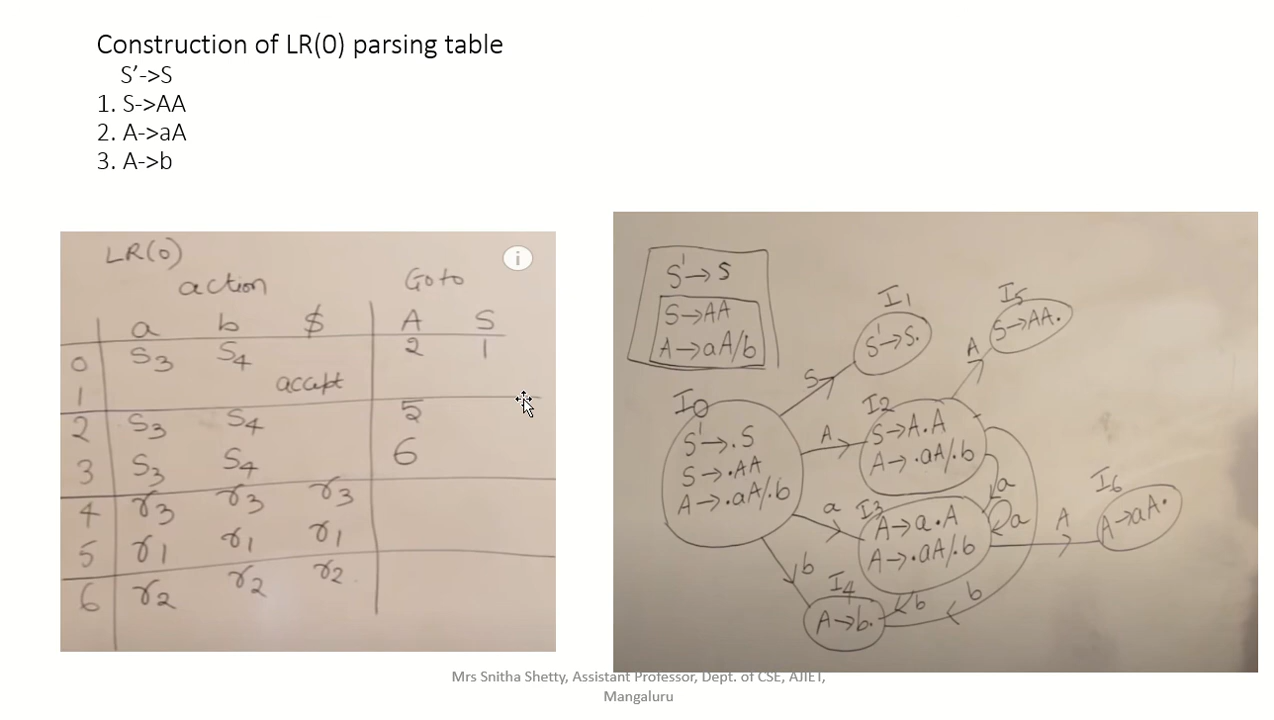 Construction of LR(0) parsing table
S’->S
1. S->AA
2. A->aA
3. A->b
LR(0)
action Goto
a b $ A S
0 S3 S4 2 1
1 accept
2 S3 S4 5
3 S3 S4 6
4 r3 r3 r3
5 r1 r1 r1
6 r2 r2 r2
i
S'→S
S→AA
A→aA/b
I0
S'→.S
S→.AA
A→.aA/.b
S
I1
S'→S.
A
I2
S→A.A
A→.aA/.b
A
I5
S→AA.
a
a
I3
A→a.A
A→.aA/.b
a
A
I6
A→aA.
b
I4
A→b.
b
b
Mrs Snitha Shetty, Assistant Professor, Dept. of CSE, AJIET,
Mangaluru